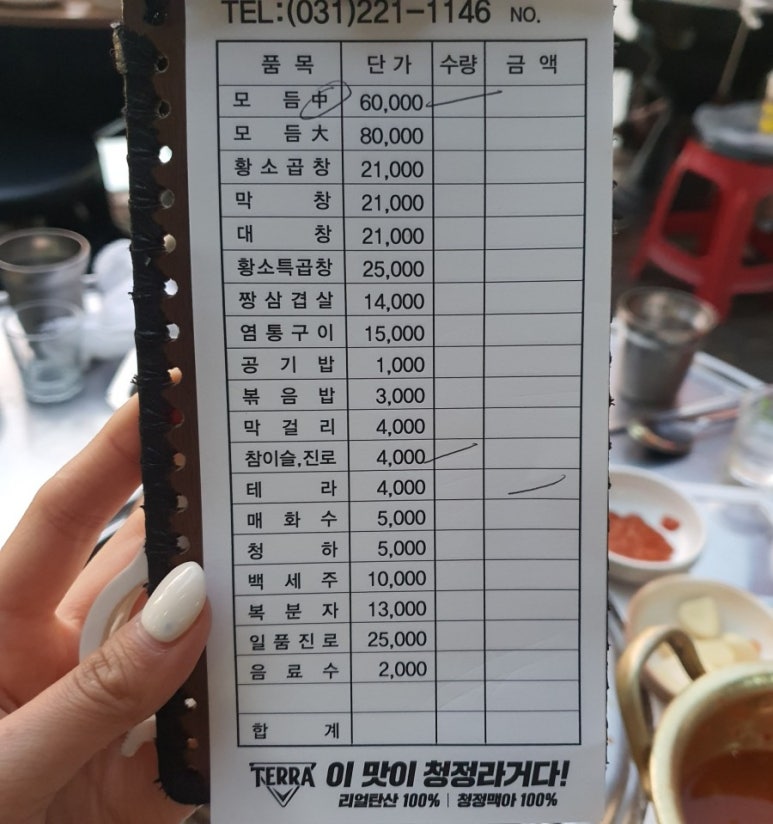 TEL:(031)221-1146 NO.
품목 단가 수량 금액
모듬中 60,000
모듬大 80,000
황소곱창 21,000
막창 21,000
대창 21,000
황소특곱창 25,000
짱삼겹살 14,000
염통구이 15,000
공기밥 1,000
볶음밥 3,000
막걸리 4,000
참이슬,진로 4,000
테라 4,000
매화수 5,000
청하 5,000
백세주 10,000
복분자 13,000
일품진로 25,000
음료수 2,000
합계
TERRA 이 맛이 청정라거다!
리얼탄산 100% | 청정맥아 100%